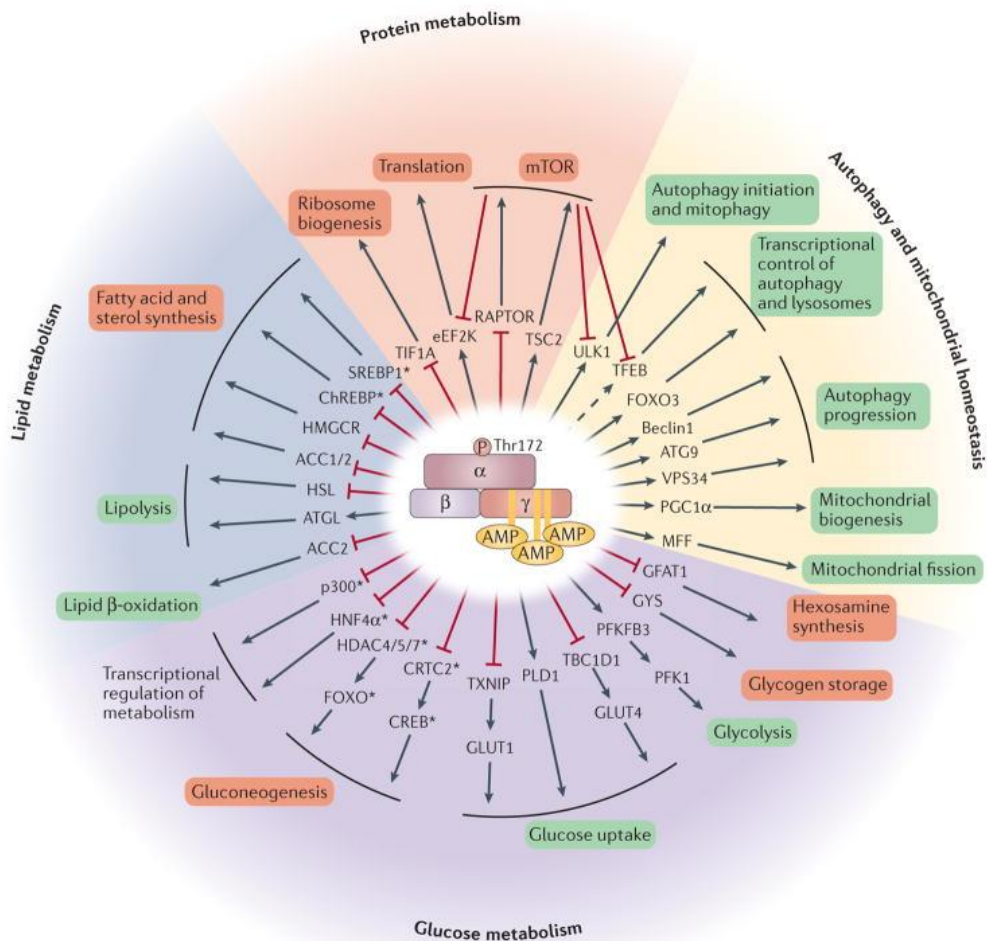 Protein metabolism
Autophagy and mitochondrial homeostasis
Lipid metabolism
Glucose metabolism
Translation
mTOR
Ribosome
biogenesis
Autophagy initiation
and mitophagy
Transcriptional
control of
autophagy
and lysosomes
Fatty acid and
sterol synthesis
RAPTOR
eEF2K
TSC2
TIF1A
ULK1
SREBP1*
TFEB
ChREBP*
FOXO3
HMGCR
Beclin1
Autophagy
progression
ACC1/2
ATG9
HSL
VPS34
Lipolysis
ATGL
PGC1α
Mitochondrial
biogenesis
ACC2
MFF
Mitochondrial fission
P Thr172
α
β
γ
AMP
AMP
AMP
Lipid β-oxidation
p300*
GFAT1
Hexosamine
synthesis
HNF4α*
GYS
HDAC4/5/7*
PFKFB3
Transcriptional
regulation of
metabolism
CRTC2*
TXNIP
PLD1
TBC1D1
PFK1
Glycogen storage
FOXO*
CREB*
GLUT1
GLUT4
Glycolysis
Gluconeogenesis
Glucose uptake